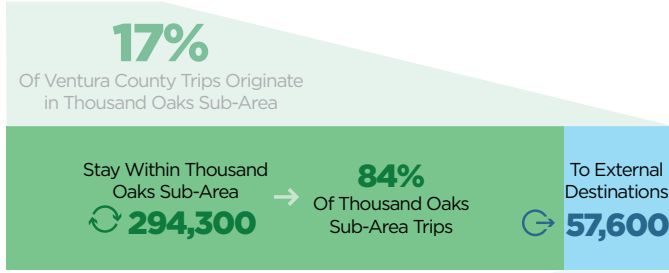 17%
Of Ventura County Trips Originate
in Thousand Oaks Sub-Area
Stay Within Thousand
Oaks Sub-Area
294,300
84%
Of Thousand Oaks
Sub-Area Trips
To External
Destinations
57,600